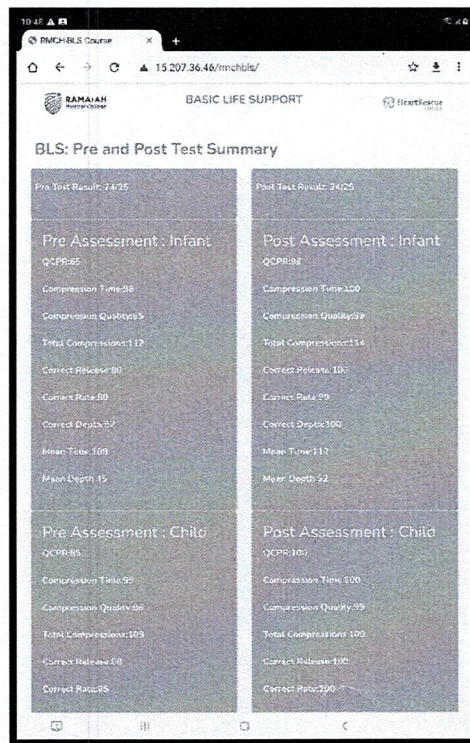 10:48
RMCH-BLS Course
15.207.36.46/rmchbls/
RAMAIAH
Medical College
BASIC LIFE SUPPORT
HeartRescue
BLS: Pre and Post Test Summary
Pre Test Result: 24/25
Post Test Result: 24/25
Pre Assessment : Infant
QCPR:65
Compression Time:98
Compression Quality:65
Total Compressions:112
Correct Release:80
Correct Rate:80
Correct Depth:
Mean Time:109
Mean Depth 45
Post Assessment : Infant
QCPR:98
Compression Time:100
Compression Quality:99
Total Compressions:114
Correct Release:100
Correct Rate:99
Correct Depth:100
Mean Time:112
Mean Depth 52
Pre Assessment : Child
QCPR:85
Compression Time:99
Compression Quality:86
Total Compressions:109
Correct Release:88
Correct Rate:85
Post Assessment : Child
QCPR:100
Compression Time:100
Compression Quality:99
Total Compressions:109
Correct Release:100
Correct Rate:100